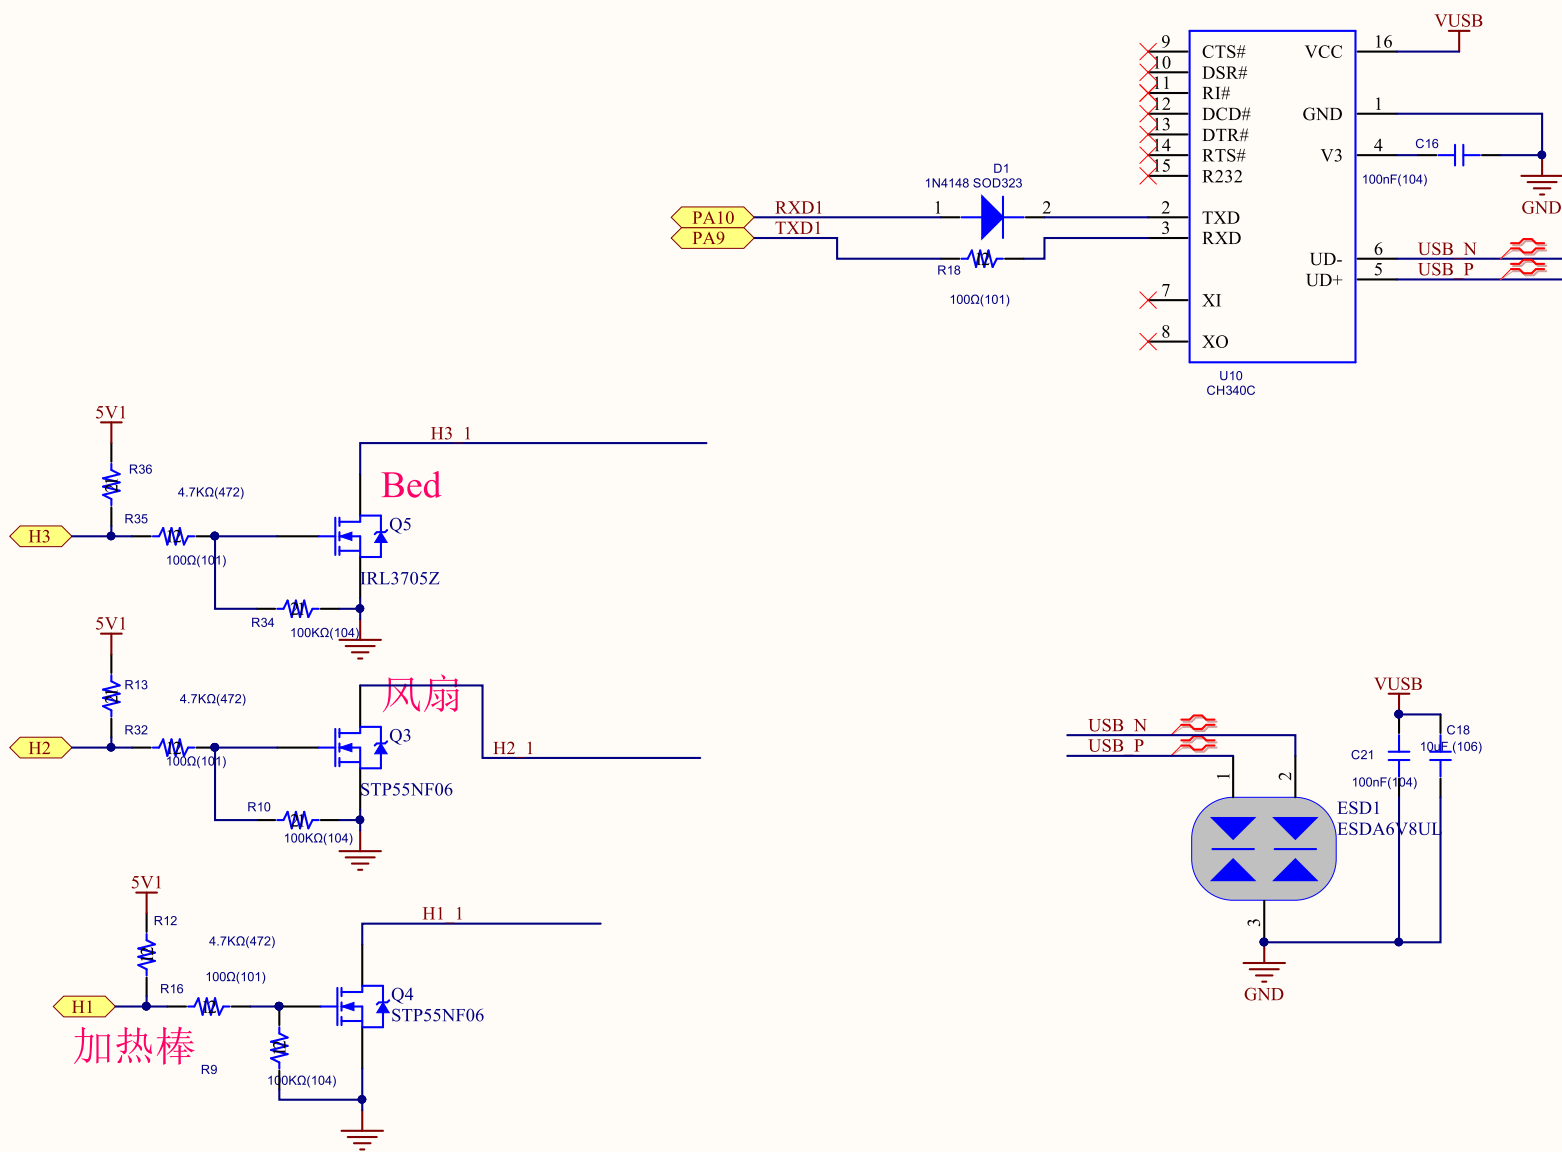 VUSB
9 CTS# VCC 16
10 DSR#
11 RI#
12 DCD# GND 1
13 DTR#
14 RTS# V3 4 C16
15 R232 100nF(104)
GND
D1
1N4148 SOD323
PA10 RXD1 1 2 2 TXD
PA9 TXD1 3 RXD
R18
100Ω(101)
UD- 6 USB_N
UD+ 5 USB_P
7 XI
8 XO
U10
CH340C
5V1
H3_1
R36
4.7KΩ(472)
Bed
R35
H3
12
100Ω(101)
Q5
IRL3705Z
R34
100KΩ(104)
5V1
R13
4.7KΩ(472)
风扇
R32
H2
12
100Ω(101)
Q3
H2_1
STP55NF06
R10
100KΩ(104)
VUSB
USB_N
USB_P
C18
10uF (106)
C21
100nF(104)
1 2
ESD1
ESDA6V8UL
3
GND
5V1
H1_1
R12
4.7KΩ(472)
100Ω(101)
R16
H1
12
Q4
STP55NF06
加热棒
R9
100KΩ(104)